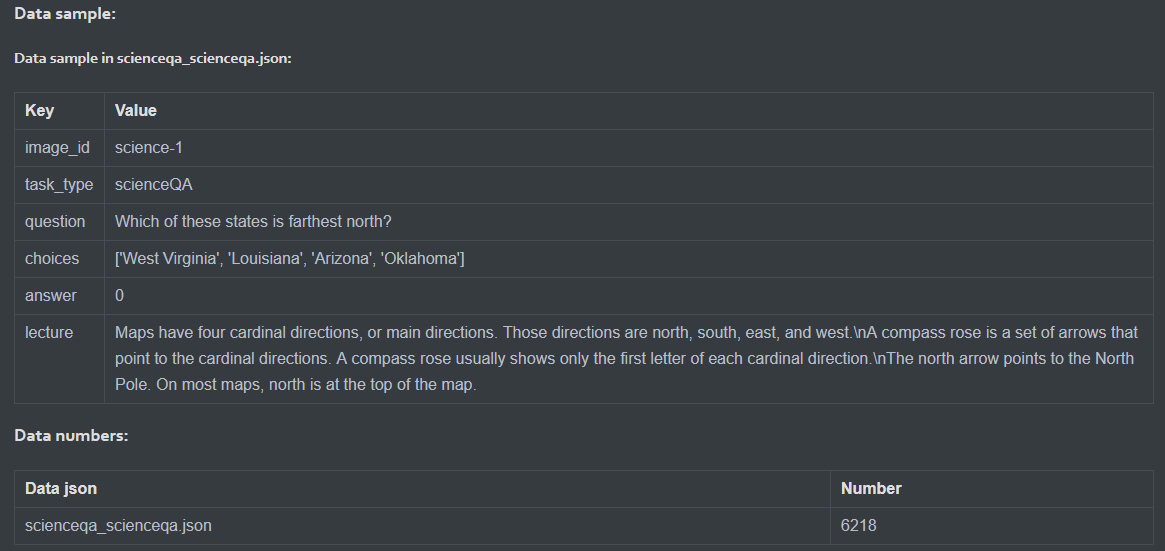 Data sample:
Data sample in scienceqa_scienceqa.json:
Key Value
image_id science-1
task_type scienceQA
question Which of these states is farthest north?
choices ['West Virginia', 'Louisiana', 'Arizona', 'Oklahoma']
answer 0
lecture Maps have four cardinal directions, or main directions. Those directions are north, south, east, and west.\nA compass rose is a set of arrows that
point to the cardinal directions. A compass rose usually shows only the first letter of each cardinal direction.\nThe north arrow points to the North
Pole. On most maps, north is at the top of the map.
Data numbers:
Data json Number
scienceqa_scienceqa.json 6218